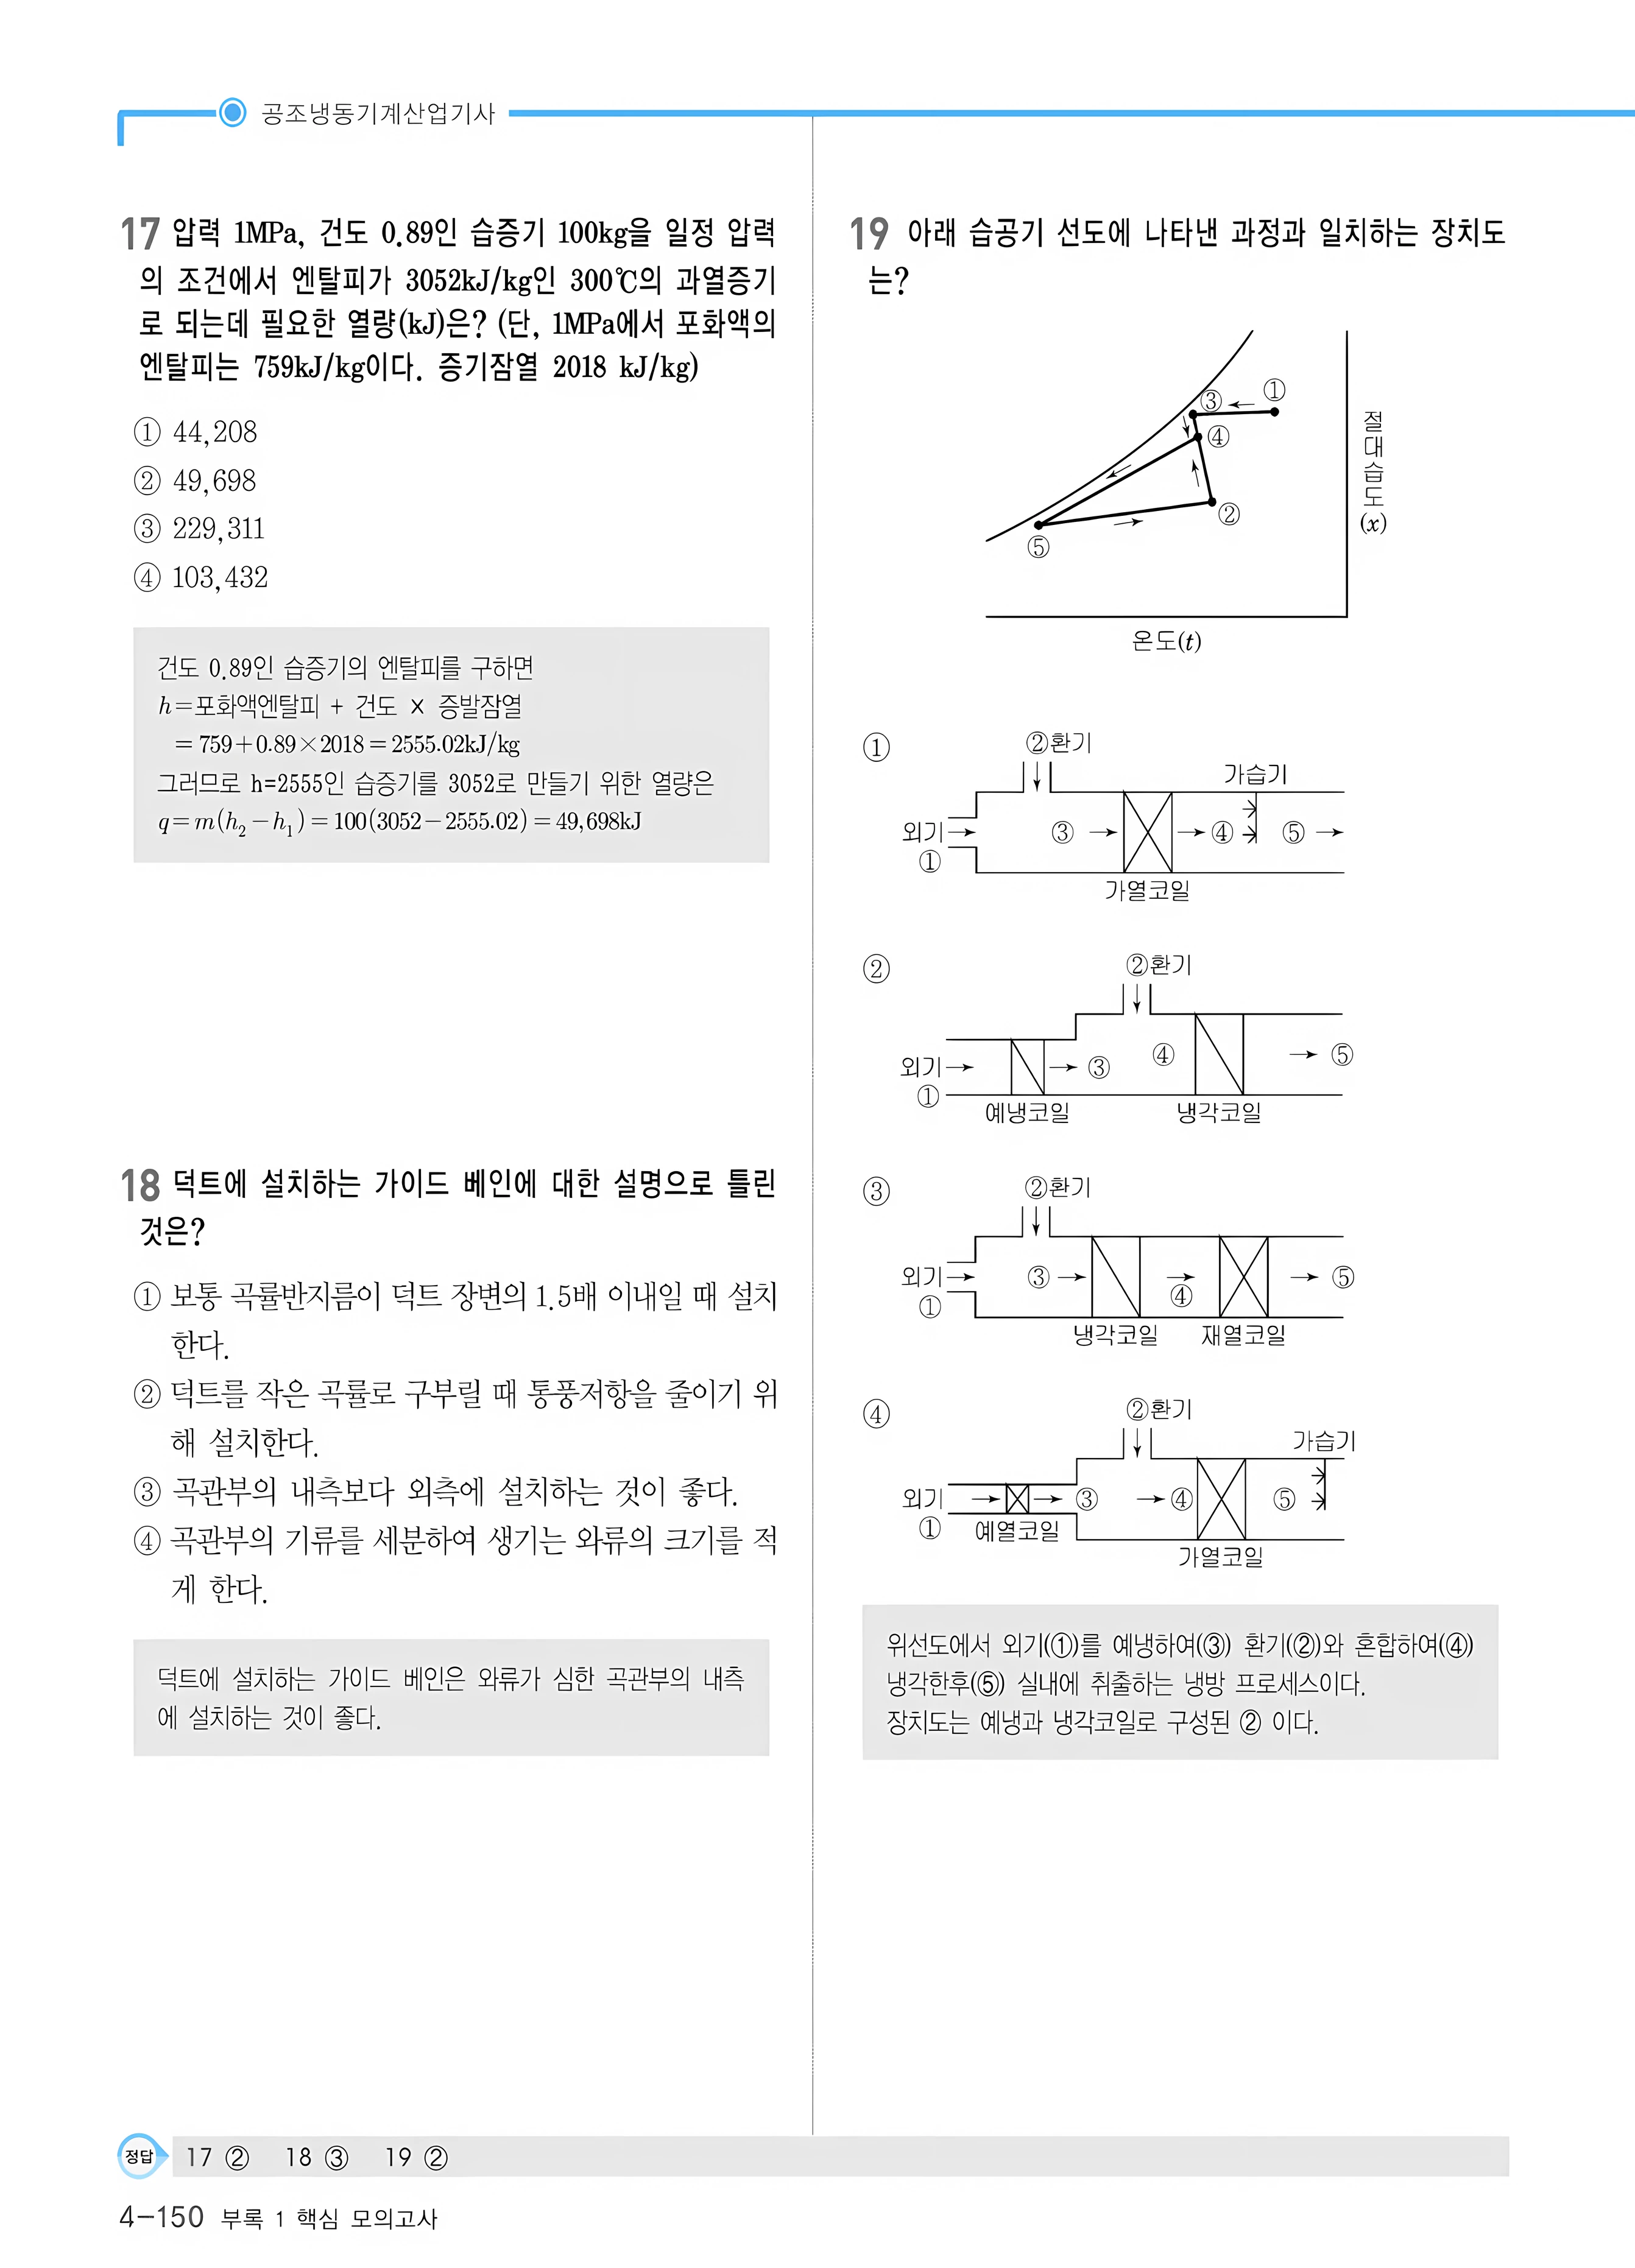 공조냉동기계산업기사
17 압력 1MPa, 건도 0.89인 습증기 100kg을 일정 압력
의 조건에서 엔탈피가 3052kJ/kg인 300℃의 과열증기
로 되는데 필요한 열량(kJ)은? (단, 1MPa에서 포화액의
엔탈피는 759kJ/kg이다. 증기잠열 2018 kJ/kg)
① 44,208
② 49,698
③ 229,311
④ 103,432
건도 0.89인 습증기의 엔탈피를 구하면
h=포화액엔탈피 + 건도 × 증발잠열
= 759+0.89×2018=2555.02kJ/kg
그러므로 h=2555인 습증기를 3052로 만들기 위한 열량은
q=m(h₂-h₁)=100(3052-2555.02)=49,698kJ
18 덕트에 설치하는 가이드 베인에 대한 설명으로 틀린
것은?
① 보통 곡률반지름이 덕트 장변의 1.5배 이내일 때 설치
한다.
② 덕트를 작은 곡률로 구부릴 때 통풍저항을 줄이기 위
해 설치한다.
③ 곡관부의 내측보다 외측에 설치하는 것이 좋다.
④ 곡관부의 기류를 세분하여 생기는 와류의 크기를 적
게 한다.
덕트에 설치하는 가이드 베인은 와류가 심한 곡관부의 내측
에 설치하는 것이 좋다.
19 아래 습공기 선도에 나타낸 과정과 일치하는 장치도
는?
①
③
④
②
⑤
절대습도(x)
온도(t)
①
②환기
가습기
외기
①
③
④
⑤
가열코일
②
②환기
외기
①
③
④
⑤
예냉코일
냉각코일
③
②환기
외기
①
③
④
⑤
냉각코일
재열코일
④
②환기
가습기
외기
①
③
④
⑤
예열코일
가열코일
위선도에서 외기(①)를 예냉하여(③) 환기(②)와 혼합하여(④)
냉각한후(⑤) 실내에 취출하는 냉방 프로세스이다.
장치도는 예냉과 냉각코일로 구성된 ② 이다.
정답 17 ② 18 ③ 19 ②
4-150 부록 1 핵심 모의고사